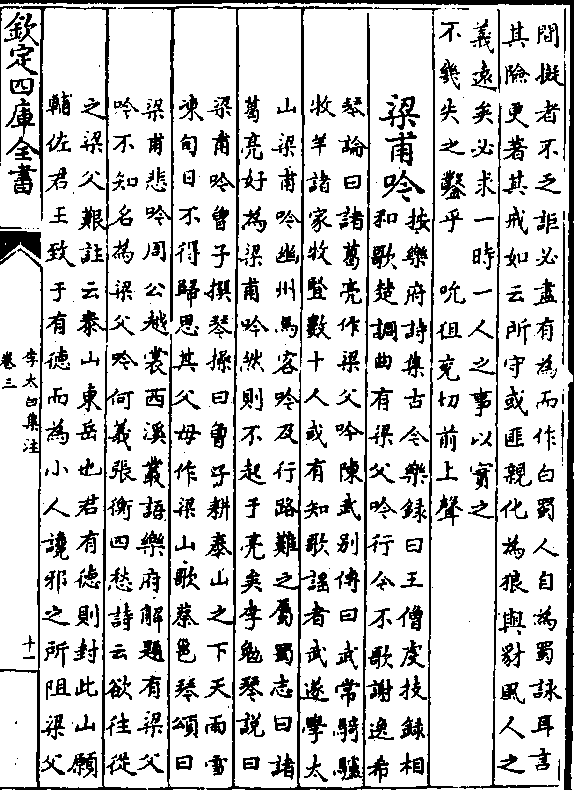 間擬者不乏詎必盡有為而作白蜀人自為蜀詠耳言
其險更著其戒如云所守或匪親化為狼與豺風人之
義遠矣必求一時一人之事以實之
不幾失之鑿乎 吮徂兗切前上聲
梁甫吟 按樂府詩集古今樂録曰王僧虔技録相
和歌楚調曲有梁父吟行今不歌謝逸希
琴論曰諸葛亮作梁父吟陳武别傳曰武常騎驢
牧羊諸家牧豎數十人或有知歌謡者武遂學太
山梁甫吟幽州馬客吟及行路難之屬蜀志曰諸
葛亮好為梁甫吟然則不起于亮矣李勉琴說曰
梁甫吟曾子撰琴操曰曾子耕泰山之下天雨雪
凍旬日不得歸思其父母作梁山歌蔡邕琴頌曰
梁甫悲吟周公越裳西溪叢語樂府解題有梁父
吟不知名為梁父吟何義張衡四愁詩云欲往從
之梁父艱註云泰山東岳也君有德則封此山願
輔佐君王致于有德而為小人讒邪之所阻梁父
欽定四庫全書
李太白集注
卷三
十一